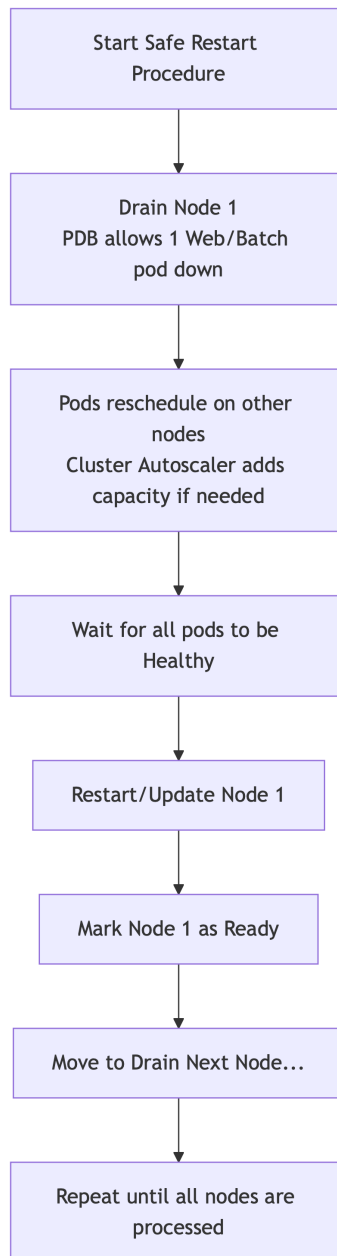 Start Safe Restart
Procedure
Drain Node 1
PDB allows 1 Web/Batch
pod down
Pods reschedule on other
nodes
Cluster Autoscaler adds
capacity if needed
Wait for all pods to be
Healthy
Restart/Update Node 1
Mark Node 1 as Ready
Move to Drain Next Node...
Repeat until all nodes are
processed